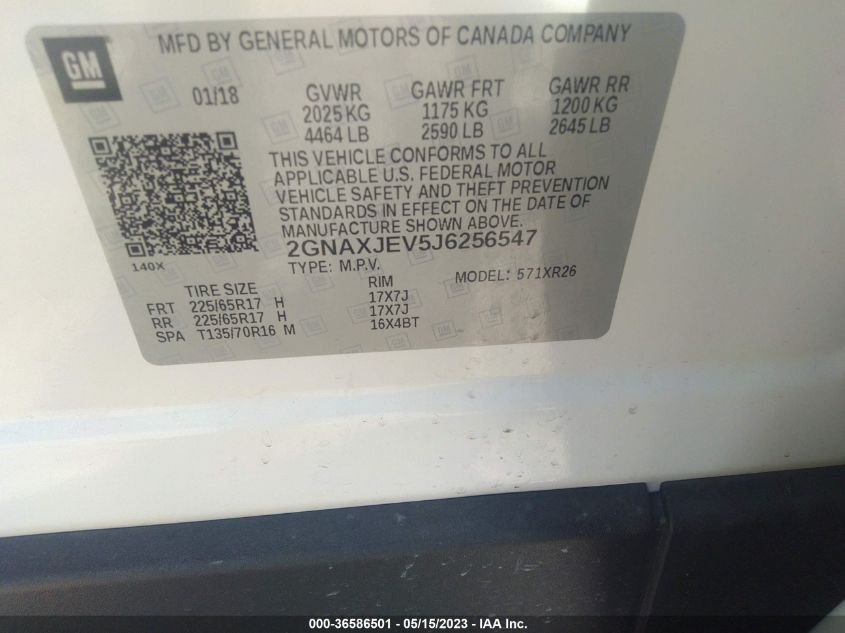 GM
MFD BY GENERAL MOTORS OF CANADA COMPANY
01/18
GVWR
2025 KG
4464 LB
GAWR FRT
1175 KG
2590 LB
GAWR RR
1200 KG
2645 LB
THIS VEHICLE CONFORMS TO ALL
APPLICABLE U.S. FEDERAL MOTOR
VEHICLE SAFETY AND THEFT PREVENTION
STANDARDS IN EFFECT ON THE DATE OF
MANUFACTURE SHOWN ABOVE.
2GNAXJEV5J6256547
140X
TYPE: M.P.V.
MODEL: 571XR26
TIRE SIZE
RIM
FRT 225/65R17 H 17X7J
RR 225/65R17 H 17X7J
SPA T135/70R16 M 16X4BT
000-36586501 - 05/15/2023 - IAA Inc.